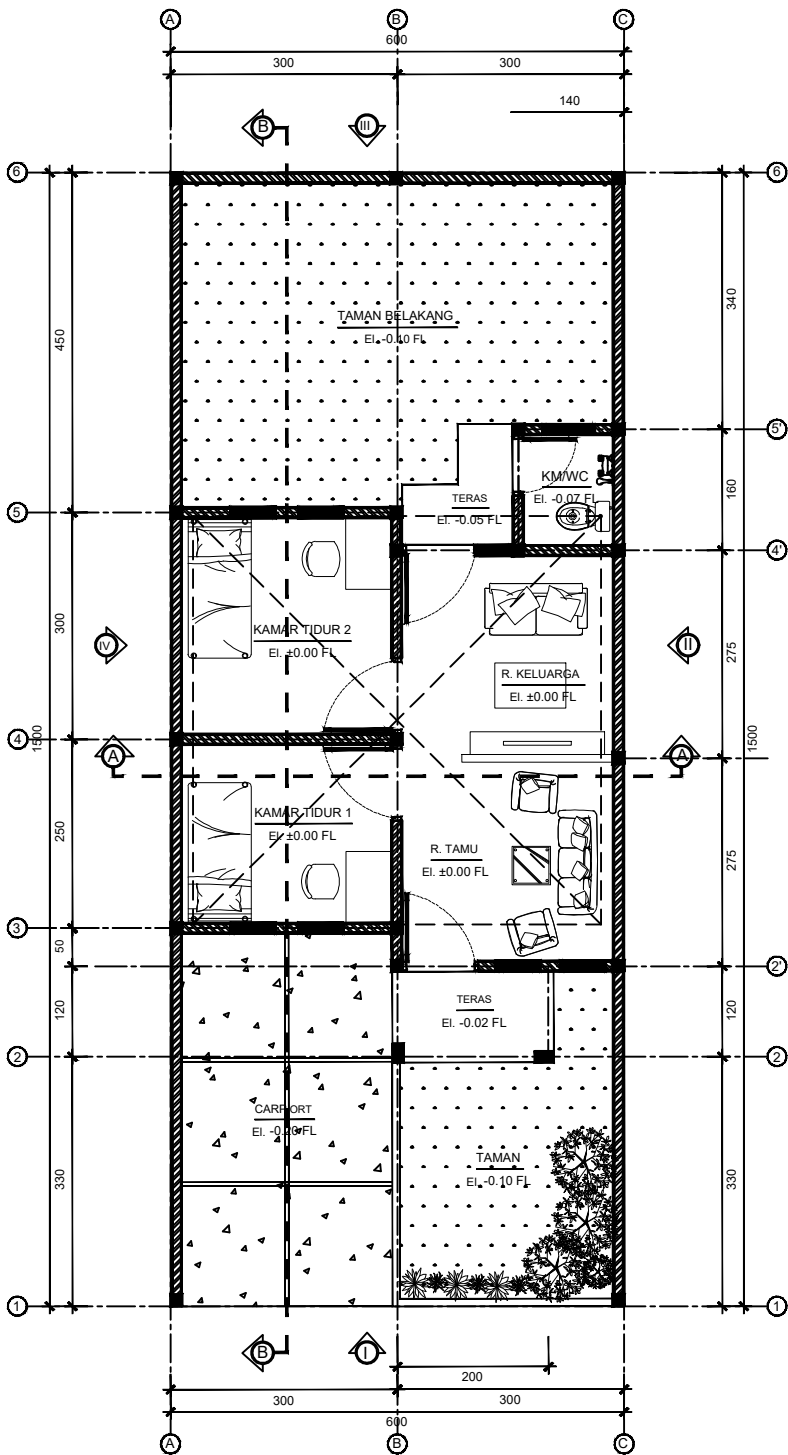 A
B
C
600
300
300
140
B
III
6
6
TAMAN BELAKANG
El. -0.10 FL
450
340
5'
KM/WC
El. -0.07 FL
160
TERAS
El. -0.05 FL
5
4'
300
KAMAR TIDUR 2
El. ±0.00 FL
IV
II
275
R. KELUARGA
El. ±0.00 FL
4
1500
1500
A
A
KAMAR TIDUR 1
El. ±0.00 FL
250
R. TAMU
El. ±0.00 FL
275
3
50
2'
TERAS
El. -0.02 FL
120
120
2
2
CARPORT
El. -0.20 FL
TAMAN
El. -0.10 FL
330
330
1
1
B
I
200
300
300
600
A
B
C